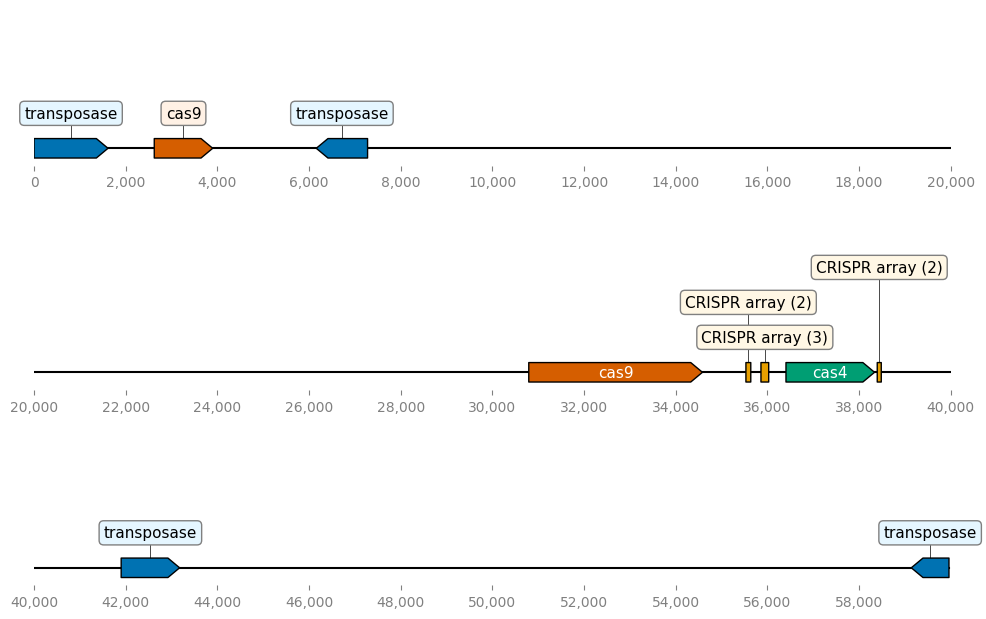 transposase cas9 transposase
0 2,000 4,000 6,000 8,000 10,000 12,000 14,000 16,000 18,000 20,000
CRISPR array (2)
CRISPR array (2)
CRISPR array (3)
cas9 cas4
20,000 22,000 24,000 26,000 28,000 30,000 32,000 34,000 36,000 38,000 40,000
transposase transposase
40,000 42,000 44,000 46,000 48,000 50,000 52,000 54,000 56,000 58,000